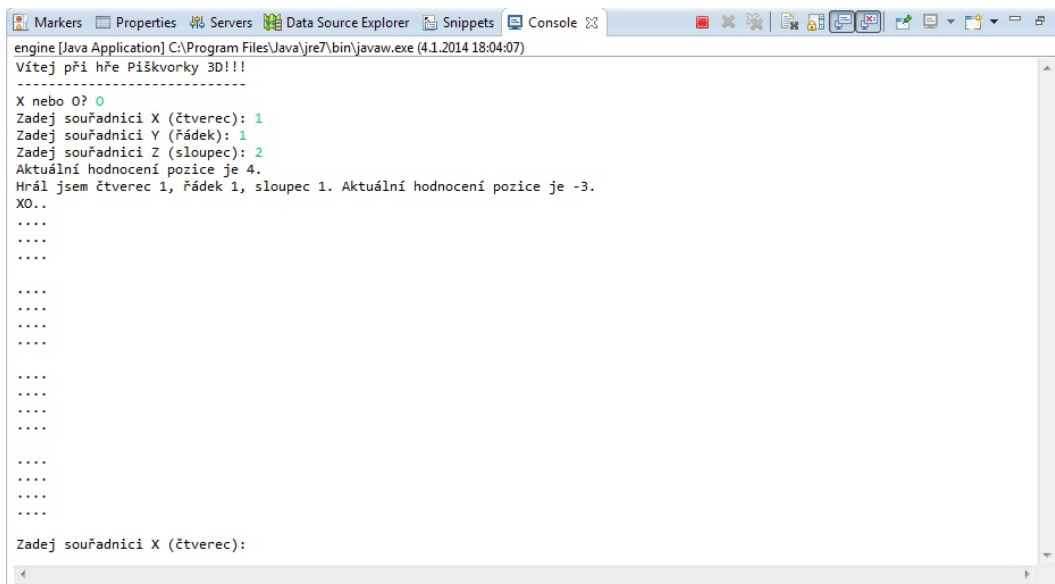 Markers Properties Servers Data Source Explorer Snippets Console
engine [Java Application] C:\Program Files\Java\jre7\bin\javaw.exe (4.1.2014 18:04:07)
Vítej při hře Piškvorky 3D!!!
-----------------------------
X nebo O? O
Zadej souřadnici X (čtverec): 1
Zadej souřadnici Y (řádek): 1
Zadej souřadnici Z (sloupec): 2
Aktuální hodnocení pozice je 4.
Hrál jsem čtverec 1, řádek 1, sloupec 1. Aktuální hodnocení pozice je -3.
XO..
....
....
....

....
....
....
....

....
....
....
....

....
....
....
....

Zadej souřadnici X (čtverec):